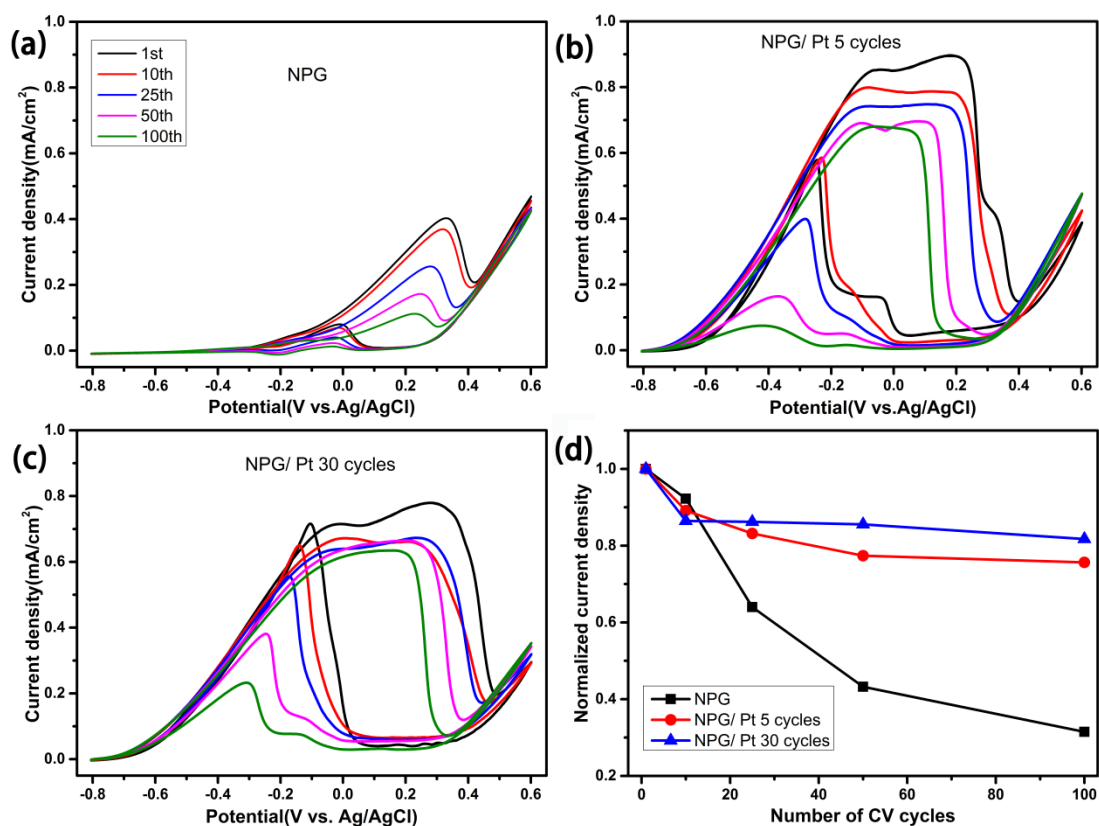 (a)
NPG
1st
10th
25th
50th
100th
Current density(mA/cm²)
1.0
0.8
0.6
0.4
0.2
0.0
-0.8 -0.6 -0.4 -0.2 0.0 0.2 0.4 0.6
Potential(V vs.Ag/AgCl)
(b)
NPG/ Pt 5 cycles
Current density(mA/cm²)
1.0
0.8
0.6
0.4
0.2
0.0
-0.8 -0.6 -0.4 -0.2 0.0 0.2 0.4 0.6
Potential(V vs.Ag/AgCl)
(c)
NPG/ Pt 30 cycles
Current density(mA/cm²)
1.0
0.8
0.6
0.4
0.2
0.0
-0.8 -0.6 -0.4 -0.2 0.0 0.2 0.4 0.6
Potential(V vs. Ag/AgCl)
(d)
Normalized current density
1.0
0.8
0.6
0.4
0.2
NPG
NPG/ Pt 5 cycles
NPG/ Pt 30 cycles
0 20 40 60 80 100
Number of CV cycles